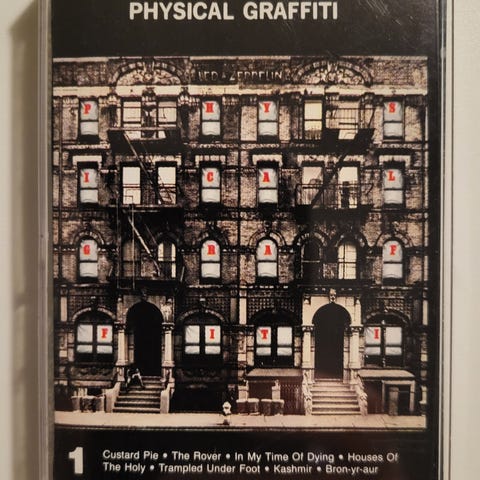 PHYSICAL GRAFFITI
LED ZEPPELIN
P H Y S
I C A L
G R A F
F I T I
1
Custard Pie • The Rover • In My Time Of Dying • Houses Of
The Holy • Trampled Under Foot • Kashmir • Bron-yr-aur